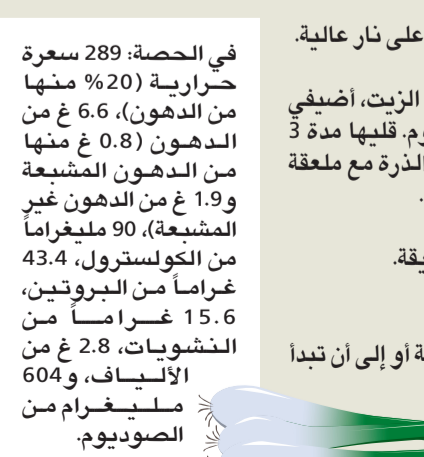 على نار عالية.
الزيت، أضيفي
وم. قليها مدة 3
الذرة مع ملعقة
.
يقة.
ة أو إلى أن تبدأ
في الحصة: 289 سعرة
حرارية (20% منها
من الدهون)، 6.6 غ من
الدهون (0.8 غ منها
من الدهون المشبعة
و1.9 غ من الدهون غير
المشبعة)، 90 مليغراماً
من الكولسترول، 43.4
غراماً من البروتين،
15.6 غراماً من
النشويات، 2.8 غ من
الألياف، و604
مليغرام من
الصوديوم.